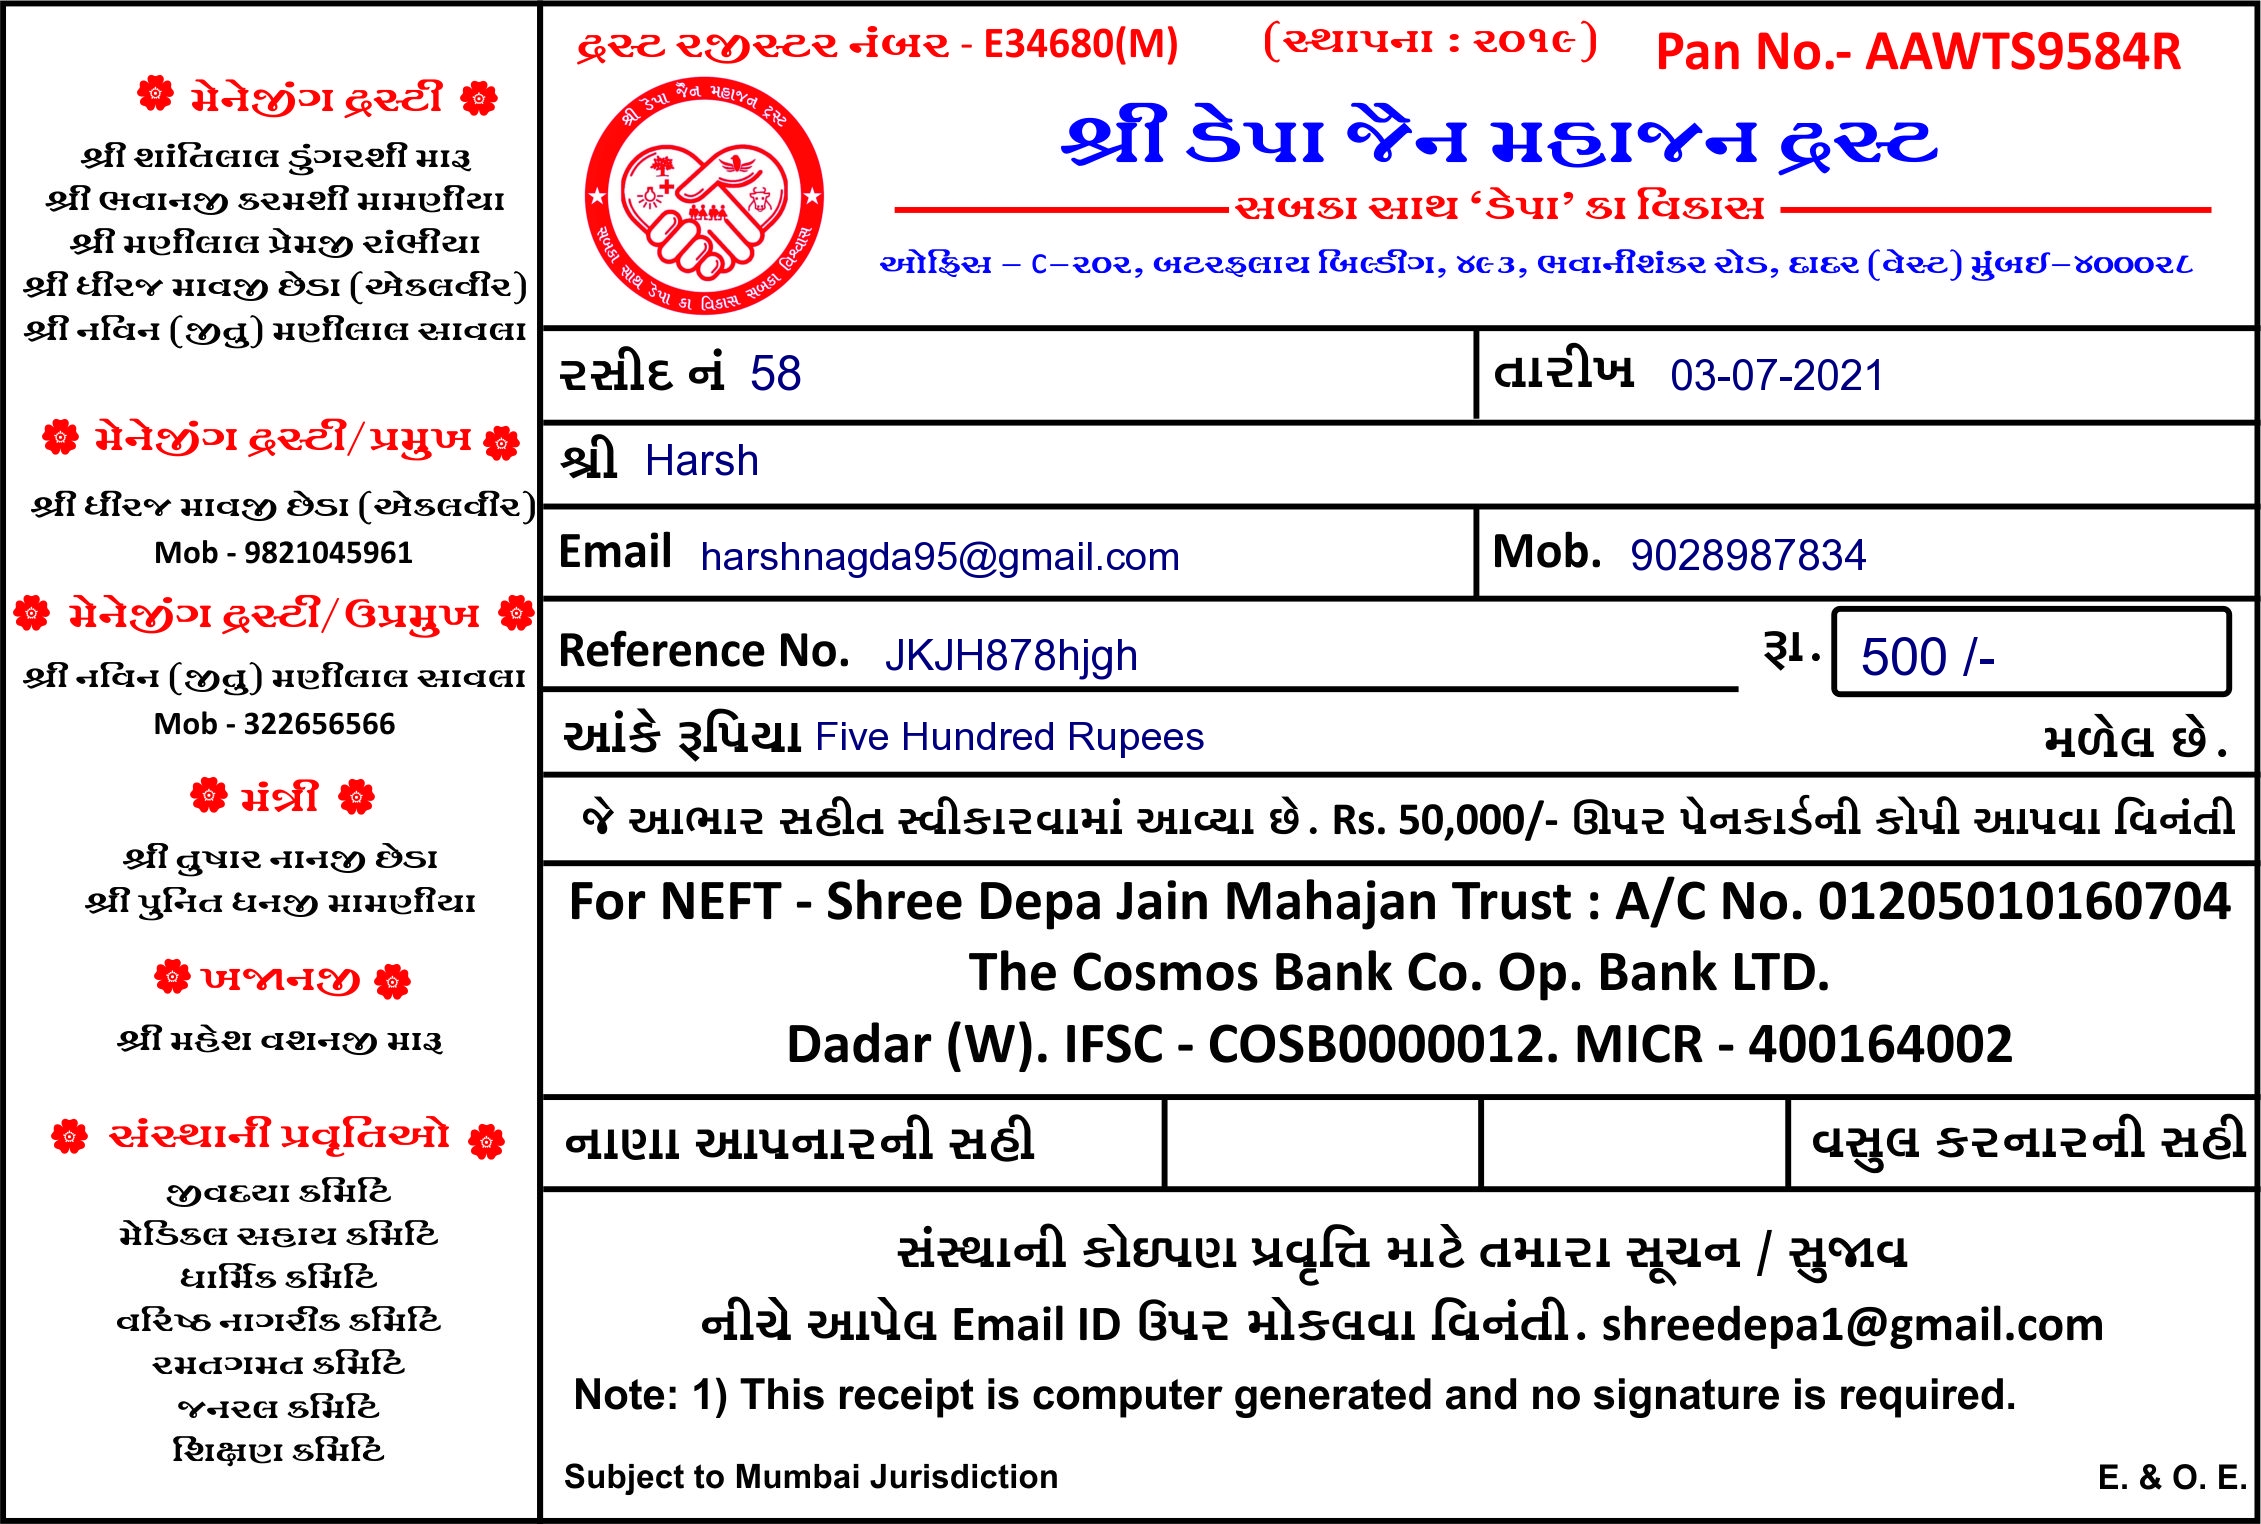 મેનેજીંગ ટ્રસ્ટી
શ્રી શાંતિલાલ ડુંગરશી મારૂ
શ્રી ભવાનજી કરમશી મામણીયા
શ્રી મણીલાલ પ્રેમજી રાંભીયા
શ્રી ધીરજ માવજી છેડા (એકલવીર)
શ્રી નવિન (જીતુ) મણીલાલ સાવલા
મેનેજીંગ ટ્રસ્ટી/પ્રમુખ
શ્રી ધીરજ માવજી છેડા (એકલવીર)
Mob - 9821045961
મેનેજીંગ ટ્રસ્ટી/ઉપ્રમુખ
શ્રી નવિન (જીતુ) મણીલાલ સાવલા
Mob - 322656566
મંત્રી
શ્રી તુષાર નાનજી છેડા
શ્રી પુનિત ધનજી મામણીયા
ખજાનજી
શ્રી મહેશ વશનજી મારૂ
સંસ્થાની પ્રવૃતિઓ
જીવદયા કમિટિ
મેડિકલ સહાય કમિટિ
ધાર્મિક કમિટિ
વરિષ્ઠ નાગરીક કમિટિ
રમતગમત કમિટિ
જનરલ કમિટિ
શિક્ષણ કમિટિ
ટ્રસ્ટ રજીસ્ટર નંબર - E34680(M) (સ્થાપના : ૨૦૧૯) Pan No.- AAWTS9584R
શ્રી ડેપા જૈન મહાજન ટ્રસ્ટ
સબકા સાથ ‘ડેપા’ કા વિકાસ
ઓફિસ – C–૨૦૨, બટરફલાય બિલ્ડીંગ, ૪૯૩, ભવાનીશંકર રોડ, દાદર (વેસ્ટ) મુંબઇ–૪૦૦૦૨૮
શ્રી ડેપા જૈન મહાજન ટ્રસ્ટ
સબકા સાથ ડેપા કા વિકાસ સબકા વિશ્વાસ
રસીદ નં 58 તારીખ 03-07-2021
શ્રી Harsh
Email harshnagda95@gmail.com Mob. 9028987834
Reference No. JKJH878hjgh રૂા. 500 /-
આંકે રૂપિયા Five Hundred Rupees મળેલ છે.
જે આભાર સહીત સ્વીકારવામાં આવ્યા છે. Rs. 50,000/- ઊપર પેનકાર્ડની કોપી આપવા વિનંતી
For NEFT - Shree Depa Jain Mahajan Trust : A/C No. 01205010160704
The Cosmos Bank Co. Op. Bank LTD.
Dadar (W). IFSC - COSB0000012. MICR - 400164002
નાણા આપનારની સહી વસુલ કરનારની સહી
સંસ્થાની કોઇપણ પ્રવૃત્તિ માટે તમારા સૂચન / સુજાવ
નીચે આપેલ Email ID ઉપર મોકલવા વિનંતી. shreedepa1@gmail.com
Note: 1) This receipt is computer generated and no signature is required.
Subject to Mumbai Jurisdiction E. & O. E.